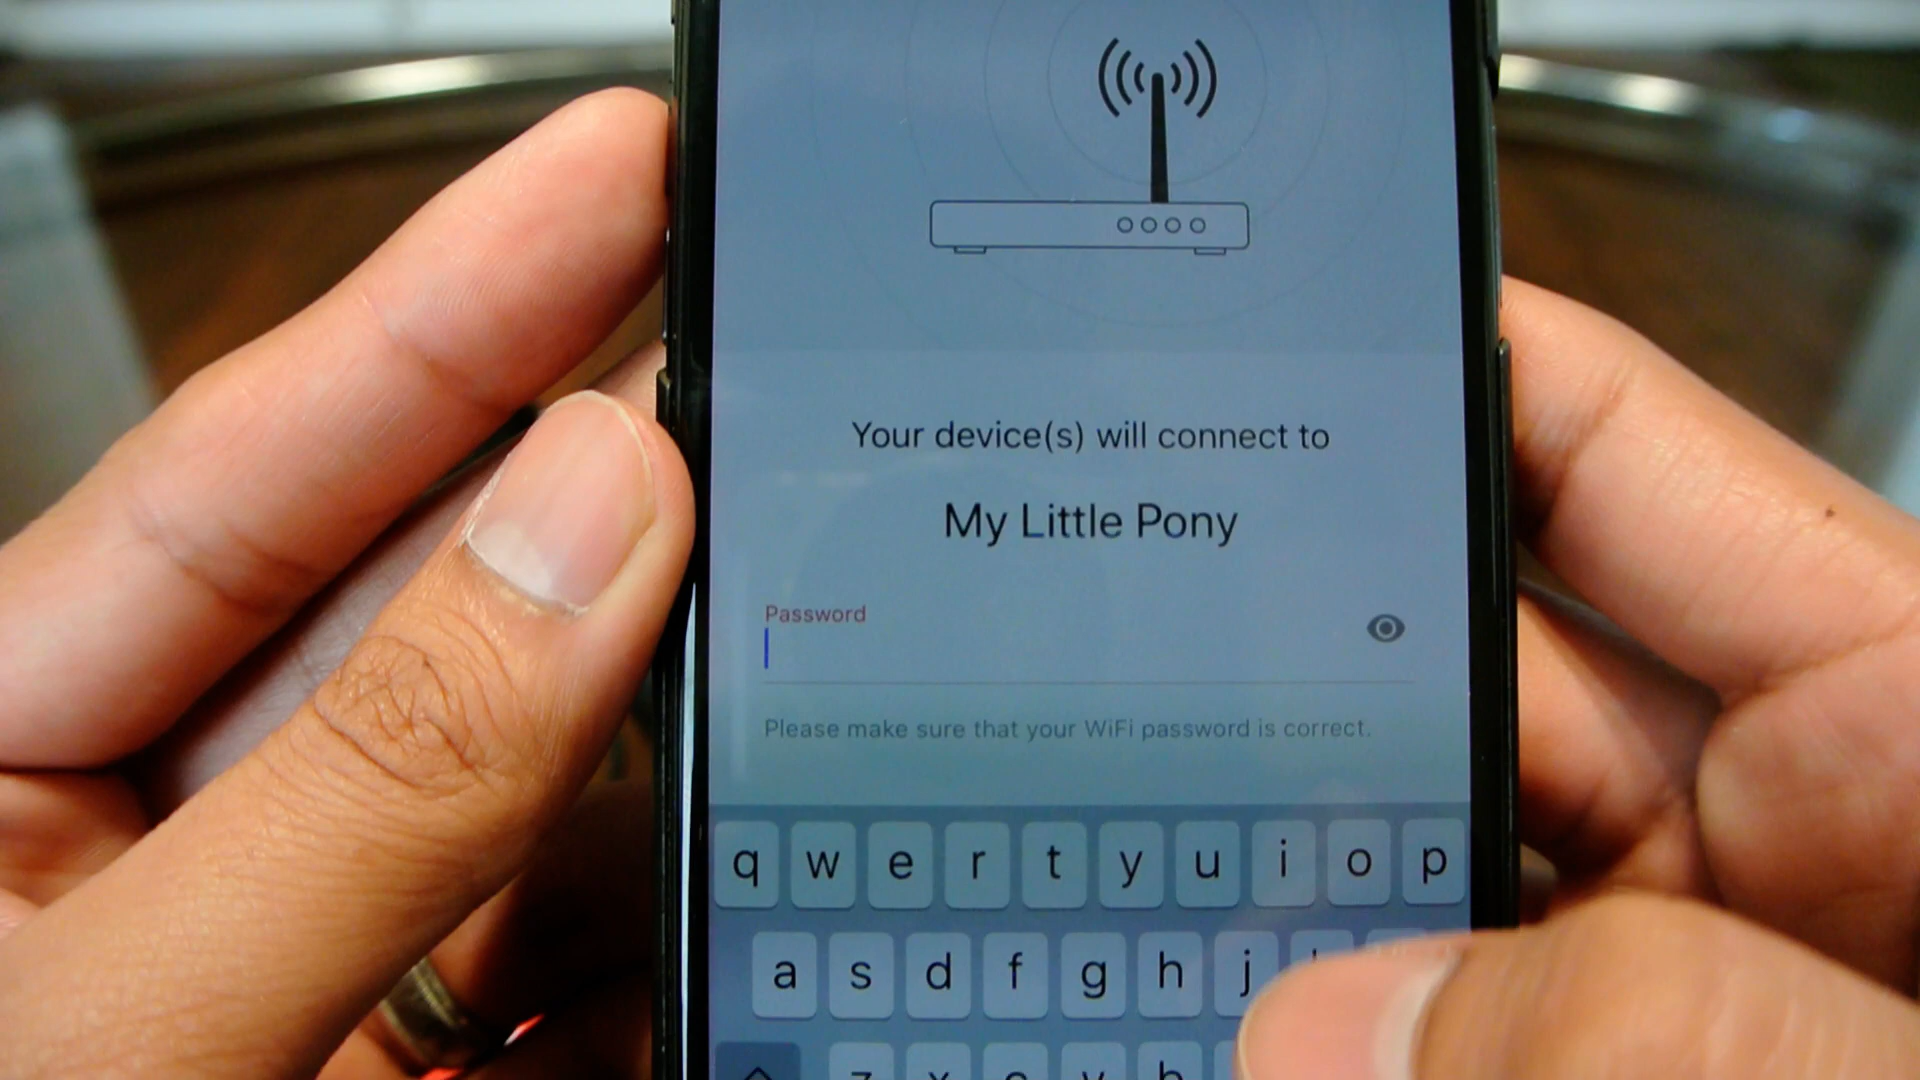 Your device(s) will connect to
My Little Pony
Password
Please make sure that your WiFi password is correct.
q w e r t y u i o p
a s d f g h j
z x c v b